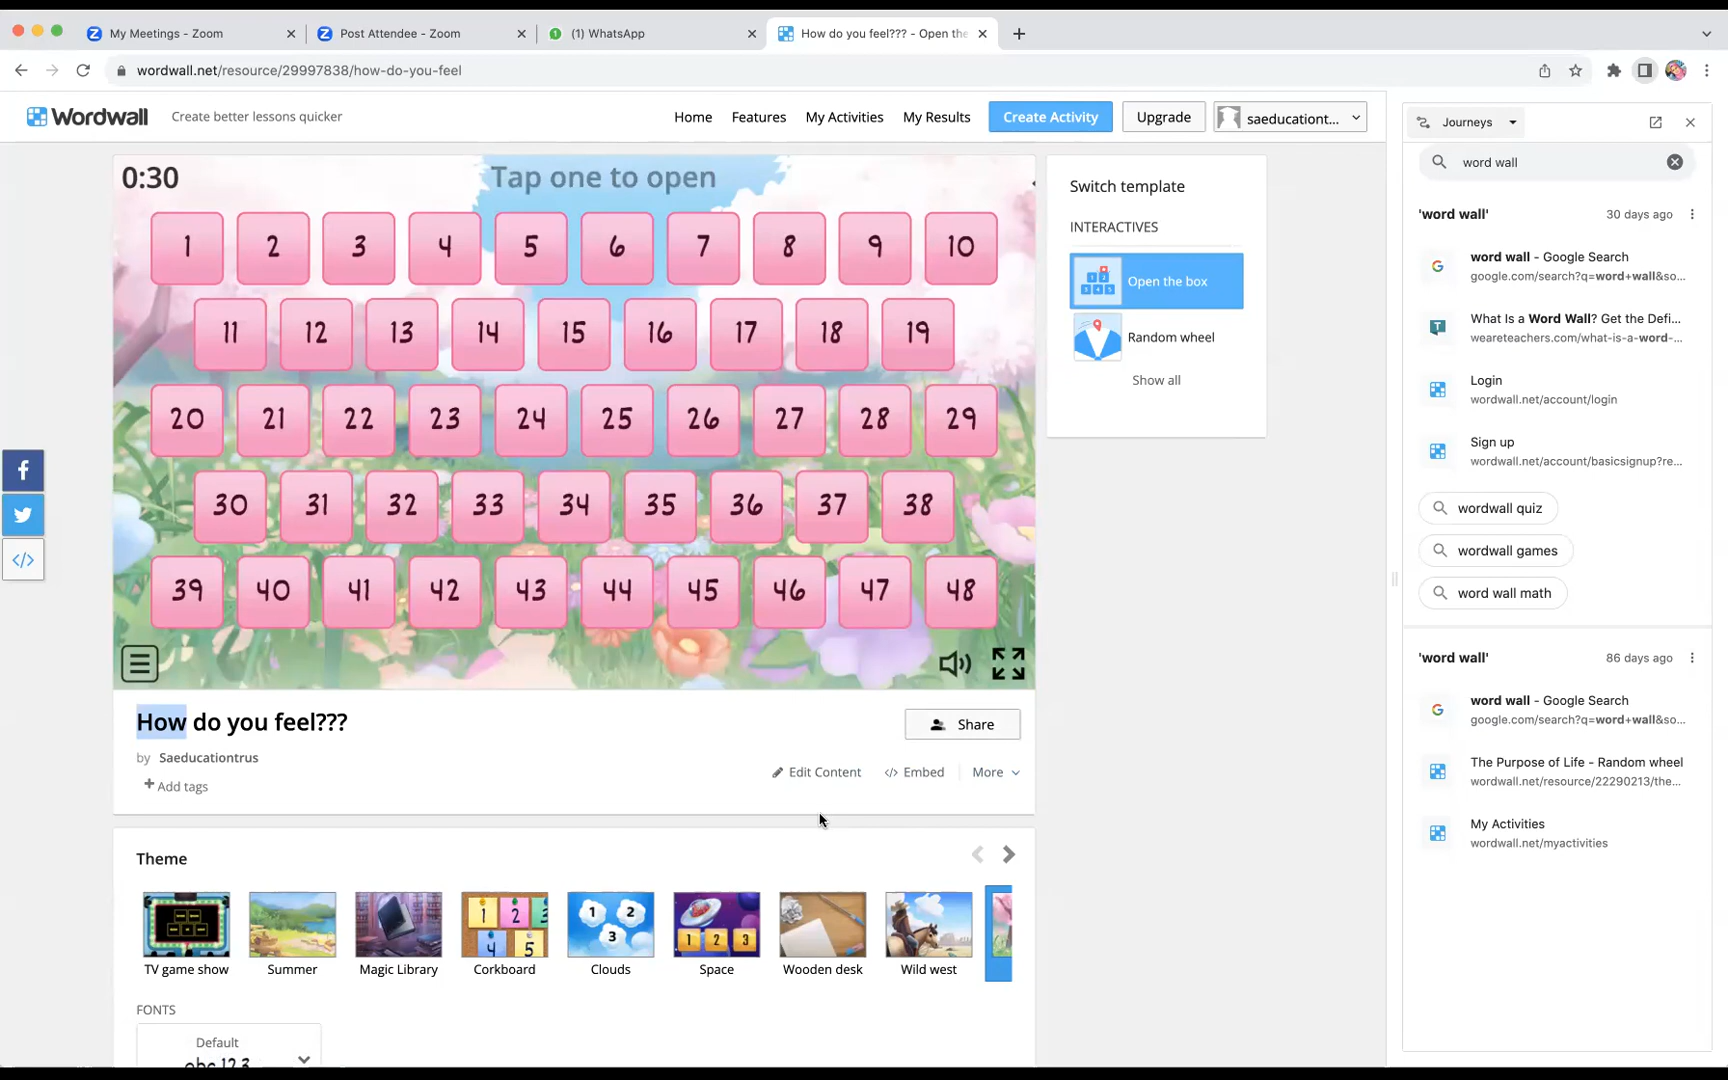 My Meetings - Zoom
Post Attendee - Zoom
(1) WhatsApp
How do you feel??? - Open the
wordwall.net/resource/29997838/how-do-you-feel
Wordwall
Create better lessons quicker
Home
Features
My Activities
My Results
Create Activity
Upgrade
saeducationt...
0:30
Tap one to open
1 2 3 4 5 6 7 8 9 10
11 12 13 14 15 16 17 18 19
20 21 22 23 24 25 26 27 28 29
30 31 32 33 34 35 36 37 38
39 40 41 42 43 44 45 46 47 48
How do you feel???
Share
by Saeducationtrus
+ Add tags
Edit Content
</> Embed
More
Theme
TV game show
Summer
Magic Library
Corkboard
Clouds
Space
Wooden desk
Wild west
FONTS
Default
Switch template
INTERACTIVES
Open the box
Random wheel
Show all
Journeys
word wall
'word wall'
30 days ago
word wall - Google Search
google.com/search?q=word+wall&so...
What Is a Word Wall? Get the Defi...
weareteachers.com/what-is-a-word-...
Login
wordwall.net/account/login
Sign up
wordwall.net/account/basicsignup?re...
wordwall quiz
wordwall games
word wall math
'word wall'
86 days ago
word wall - Google Search
google.com/search?q=word+wall&so...
The Purpose of Life - Random wheel
wordwall.net/resource/22290213/the...
My Activities
wordwall.net/myactivities